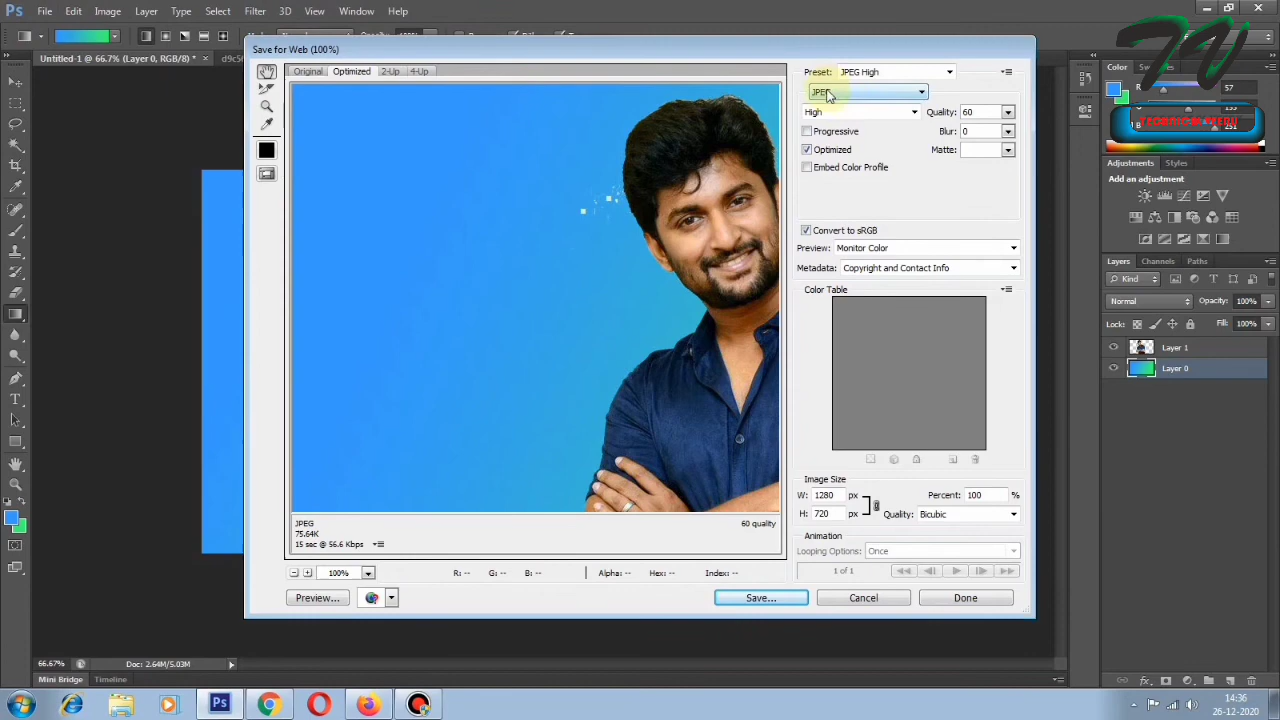 Ps File Edit Image Layer Type Select Filter 3D View Window Help
Untitled-1 @ 66.7% (Layer 0, RGB/8) * × d9c5
Save for Web (100%)
Original Optimized 2-Up 4-Up
Preset: JPEG High
JPEG
High Quality: 60
Progressive Blur: 0
Optimized Matte:
Embed Color Profile
Convert to sRGB
Preview: Monitor Color
Metadata: Copyright and Contact Info
Color Table
Image Size
W: 1280 px Percent: 100 %
H: 720 px Quality: Bicubic
Animation
Looping Options: Once
1 of 1
JPEG 60 quality
75.64K
15 sec @ 56.6 Kbps
100% R: -- G: -- B: -- Alpha: -- Hex: -- Index: --
Preview... Save... Cancel Done
Color
57
251
Adjustments Styles
Add an adjustment
Layers Channels Paths
Kind
Normal Opacity: 100%
Lock: Fill: 100%
Layer 1
Layer 0
66.67% Doc: 2.64M/5.03M
Mini Bridge Timeline
Ps 14:36
26-12-2020